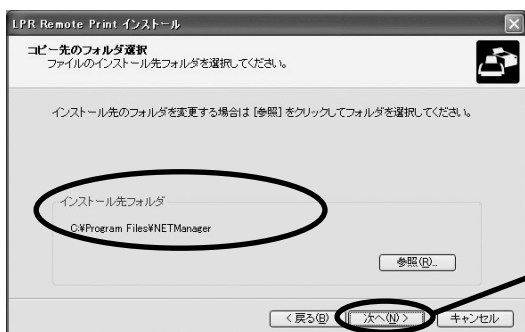 LPR Remote Print インストール
コピー先のフォルダ選択
ファイルのインストール先フォルダを選択してください。
インストール先のフォルダを変更する場合は [参照] をクリックしてフォルダを選択してください。
インストール先フォルダ
C:¥Program Files¥NETManager
参照(R)...
< 戻る(B)
次へ(N) >
キャンセル